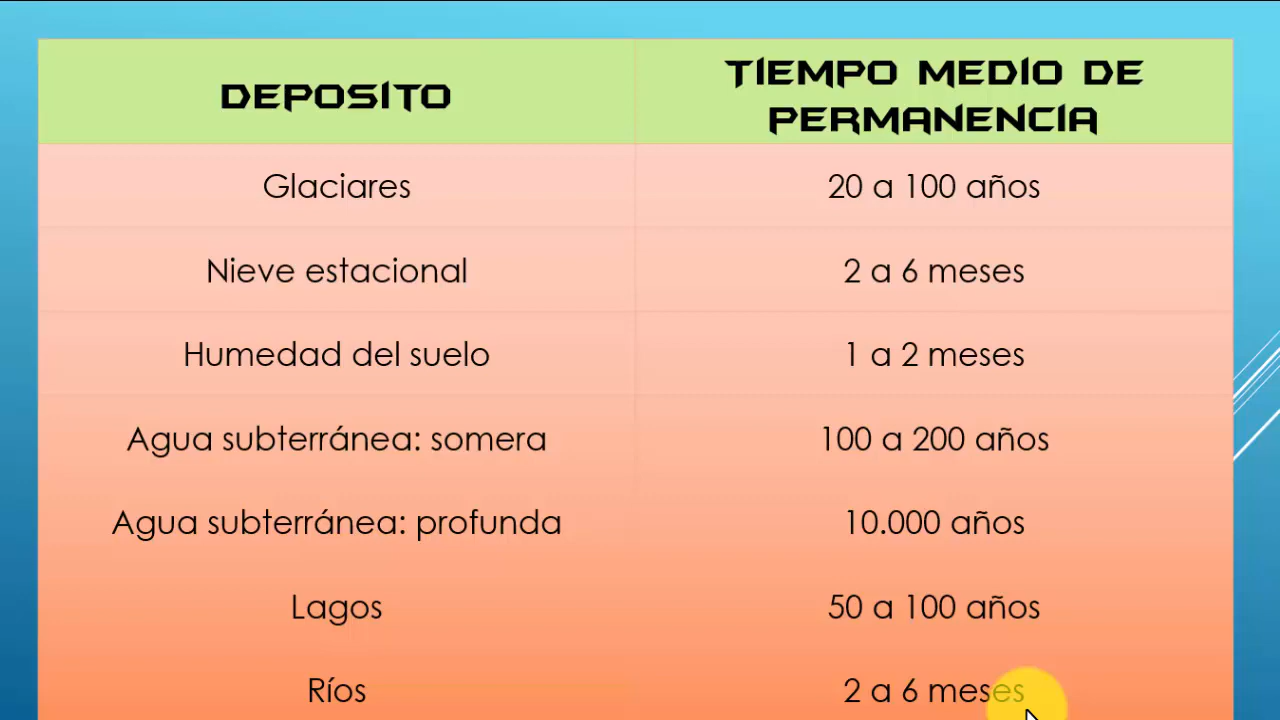 DEPOSITO
TIEMPO MEDIO DE
PERMANENCIA
Glaciares
20 a 100 años
Nieve estacional
2 a 6 meses
Humedad del suelo
1 a 2 meses
Agua subterránea: somera
100 a 200 años
Agua subterránea: profunda
10.000 años
Lagos
50 a 100 años
Ríos
2 a 6 meses